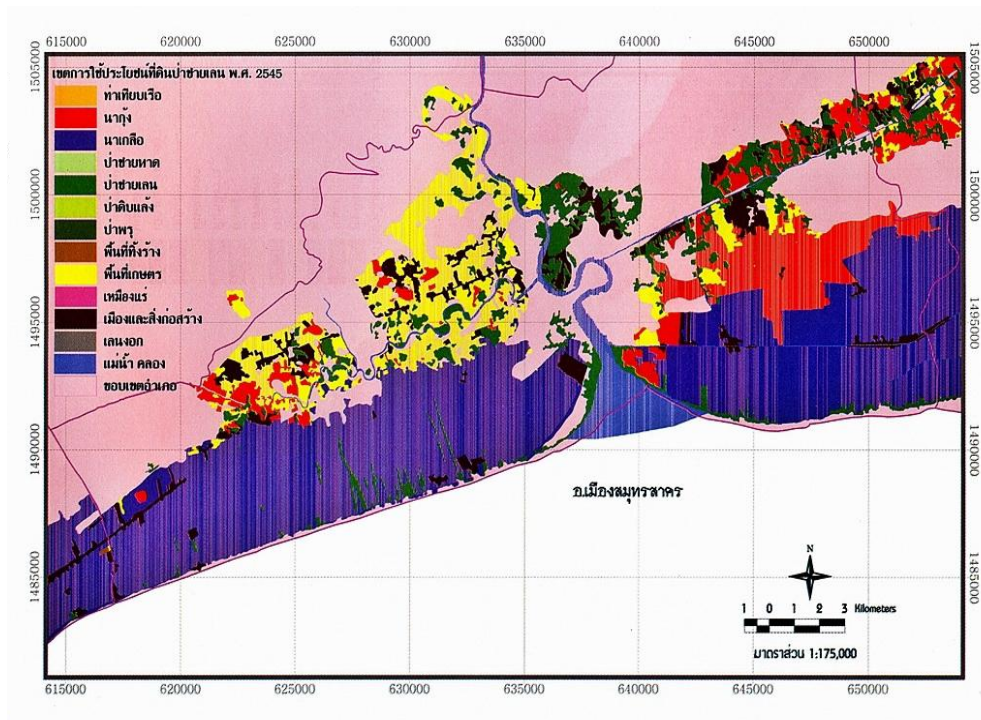 615000 620000 625000 630000 635000 640000 645000 650000
1505000
1500000
1495000
1490000
1485000
เขตการใช้ประโยชน์ที่ดินป่าชายเลน พ.ศ. 2545
ท่าเทียบเรือ
นากุ้ง
นาเกลือ
ป่าชายหาด
ป่าชายเลน
ป่าดิบแล้ง
ป่าพรุ
พื้นที่ทิ้งร้าง
พื้นที่เกษตร
เหมืองแร่
เมืองและสิ่งก่อสร้าง
เลนงอก
แม่น้ำ คลอง
ขอบเขตอำเภอ
อ.เมืองสมุทรสาคร
N
1 0 1 2 3 Kilometers
มาตราส่วน 1:175,000
1505000
1500000
1495000
1490000
1485000
615000 620000 625000 630000 635000 640000 645000 650000